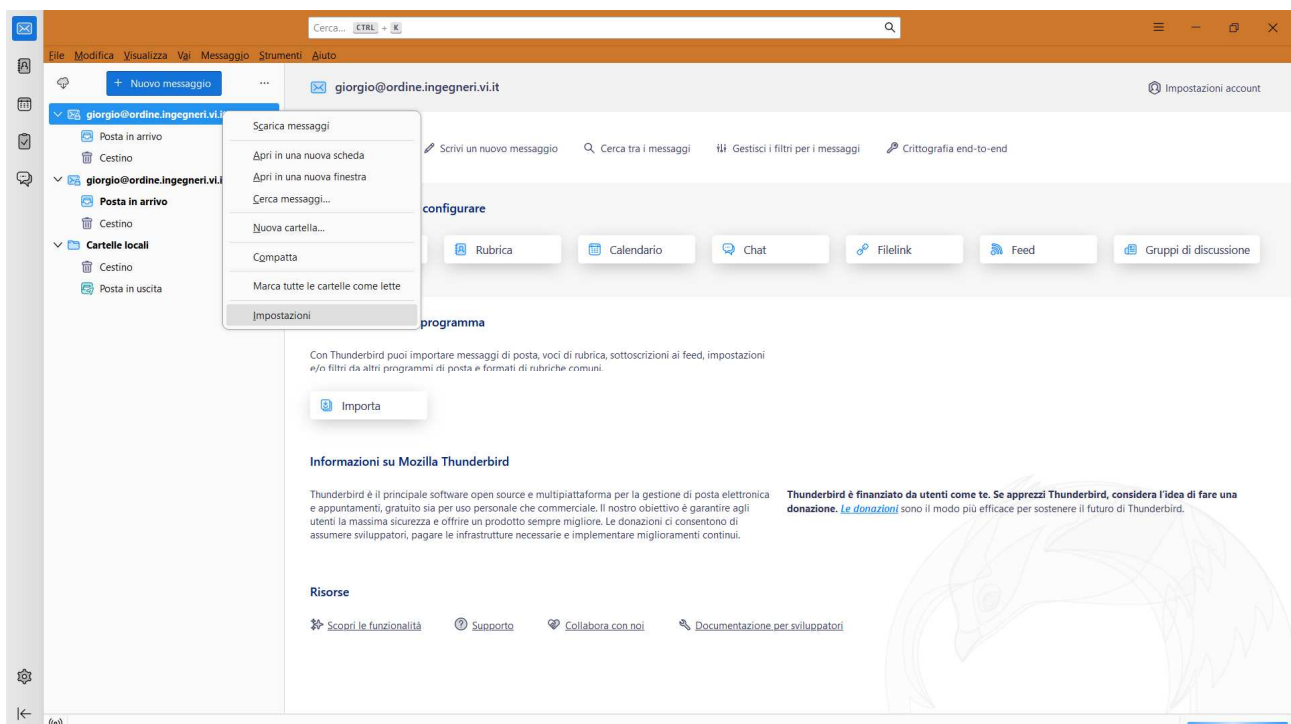 Cerca... CTRL + K
File Modifica Visualizza Vai Messaggio Strumenti Aiuto
+ Nuovo messaggio
giorgio@ordine.ingegneri.vi.it
Impostazioni account
giorgio@ordine.ingegneri.vi.i
Posta in arrivo
Cestino
giorgio@ordine.ingegneri.vi.i
Posta in arrivo
Cestino
Cartelle locali
Cestino
Posta in uscita
Scarica messaggi
Apri in una nuova scheda
Apri in una nuova finestra
Cerca messaggi...
Nuova cartella...
Compatta
Marca tutte le cartelle come lette
Impostazioni
Scrivi un nuovo messaggio
Cerca tra i messaggi
Gestisci i filtri per i messaggi
Crittografia end-to-end
configurare
Rubrica
Calendario
Chat
Filelink
Feed
Gruppi di discussione
programma
Con Thunderbird puoi importare messaggi di posta, voci di rubrica, sottoscrizioni ai feed, impostazioni
e/o filtri da altri programmi di posta e formati di rubriche comuni.
Importa
Informazioni su Mozilla Thunderbird
Thunderbird è il principale software open source e multipiattaforma per la gestione di posta elettronica
e appuntamenti, gratuito sia per uso personale che commerciale. Il nostro obiettivo è garantire agli
utenti la massima sicurezza e offrire un prodotto sempre migliore. Le donazioni ci consentono di
assumere sviluppatori, pagare le infrastrutture necessarie e implementare miglioramenti continui.
Thunderbird è finanziato da utenti come te. Se apprezzi Thunderbird, considera l'idea di fare una
donazione. Le donazioni sono il modo più efficace per sostenere il futuro di Thunderbird.
Risorse
Scopri le funzionalità
Supporto
Collabora con noi
Documentazione per sviluppatori